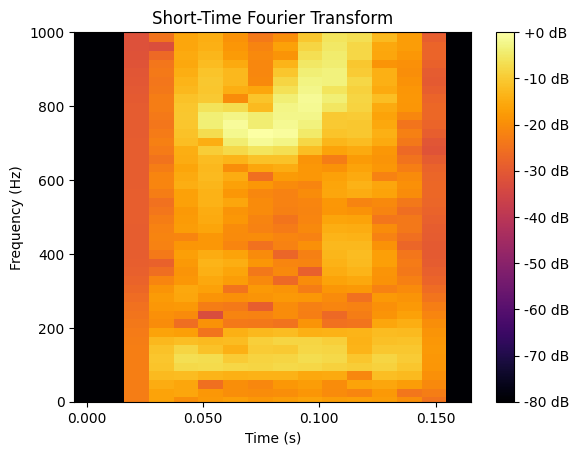 Short-Time Fourier Transform
1000
800
600
400
200
0
Frequency (Hz)
0.000
0.050
0.100
0.150
Time (s)
+0 dB
-10 dB
-20 dB
-30 dB
-40 dB
-50 dB
-60 dB
-70 dB
-80 dB